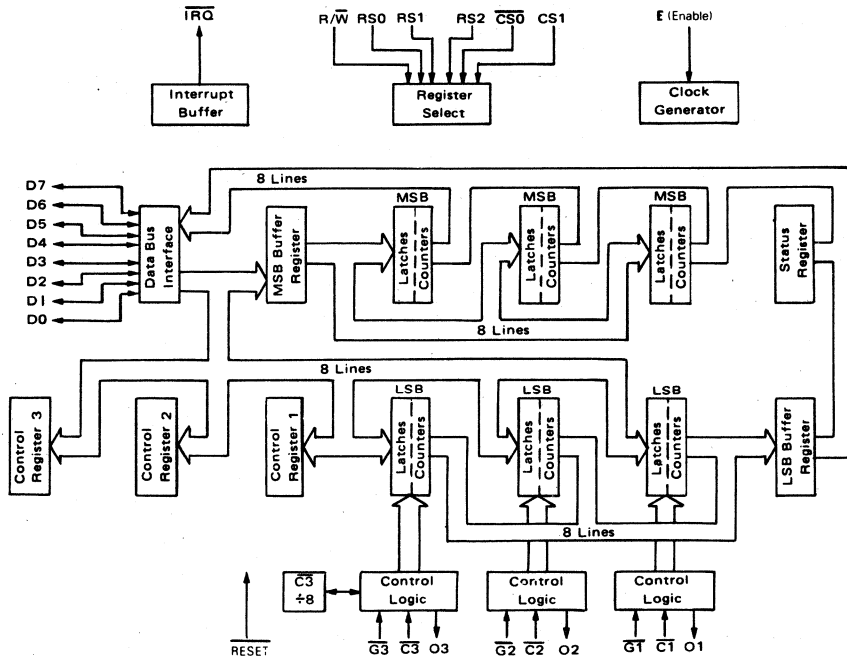 IRQ
R/W RS0 RS1 RS2 CS0 CS1
E (Enable)
Interrupt
Buffer
Register
Select
Clock
Generator
8 Lines
D7
D6
D5
D4
D3
D2
D1
D0
Data Bus
Interface
MSB Buffer
Register
MSB
Latches
Counters
MSB
Latches
Counters
MSB
Latches
Counters
Status
Register
8 Lines
8 Lines
Control
Register 3
Control
Register 2
Control
Register 1
LSB
Latches
Counters
LSB
Latches
Counters
LSB
Latches
Counters
LSB Buffer
Register
8 Lines
C3
÷8
Control
Logic
Control
Logic
Control
Logic
RESET
G3 C3 O3
G2 C2 O2
G1 C1 O1